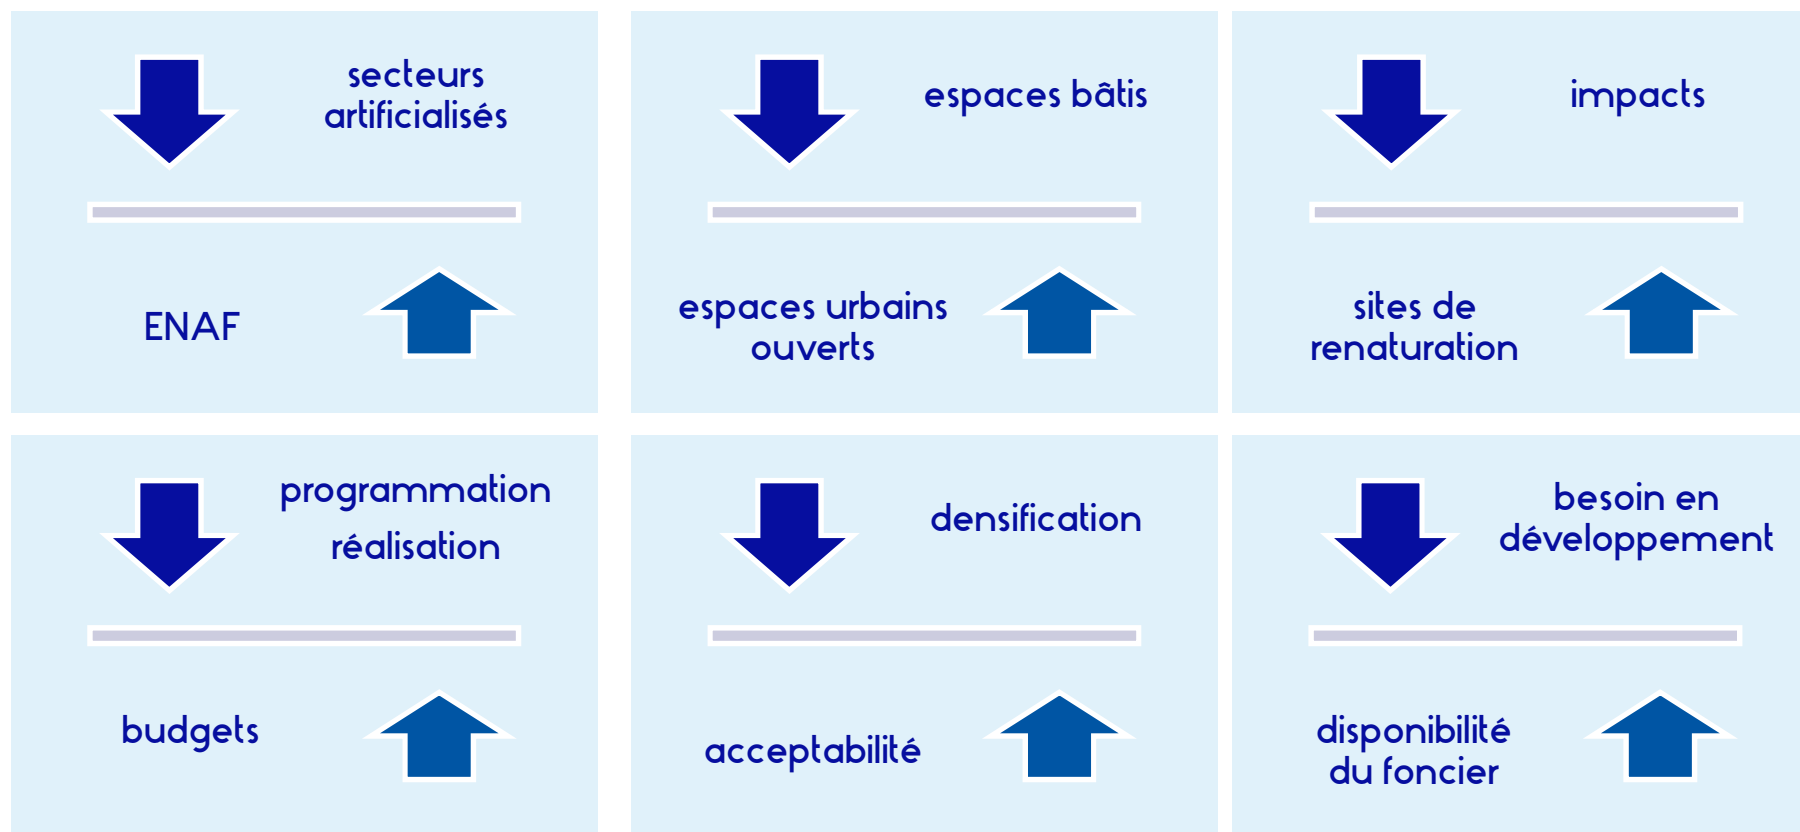 secteurs
artificialisés
ENAF
espaces bâtis
espaces urbains
ouverts
impacts
sites de
renaturation
programmation
réalisation
budgets
densification
acceptabilité
besoin en
développement
disponibilité
du foncier